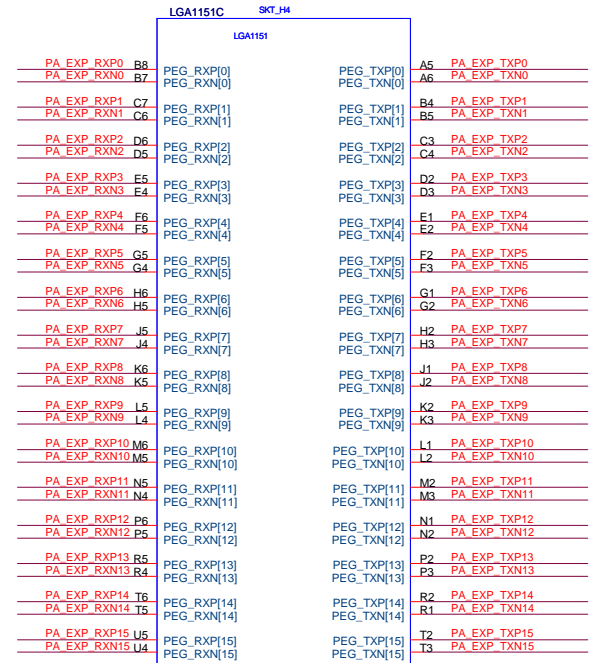 LGA1151C SKT_H4
LGA1151
PA_EXP_RXP0 B8 PEG_RXP[0] PEG_TXP[0] A5 PA_EXP_TXP0
PA_EXP_RXN0 B7 PEG_RXN[0] PEG_TXN[0] A6 PA_EXP_TXN0
PA_EXP_RXP1 C7 PEG_RXP[1] PEG_TXP[1] B4 PA_EXP_TXP1
PA_EXP_RXN1 C6 PEG_RXN[1] PEG_TXN[1] B5 PA_EXP_TXN1
PA_EXP_RXP2 D6 PEG_RXP[2] PEG_TXP[2] C3 PA_EXP_TXP2
PA_EXP_RXN2 D5 PEG_RXN[2] PEG_TXN[2] C4 PA_EXP_TXN2
PA_EXP_RXP3 E5 PEG_RXP[3] PEG_TXP[3] D2 PA_EXP_TXP3
PA_EXP_RXN3 E4 PEG_RXN[3] PEG_TXN[3] D3 PA_EXP_TXN3
PA_EXP_RXP4 F6 PEG_RXP[4] PEG_TXP[4] E1 PA_EXP_TXP4
PA_EXP_RXN4 F5 PEG_RXN[4] PEG_TXN[4] E2 PA_EXP_TXN4
PA_EXP_RXP5 G5 PEG_RXP[5] PEG_TXP[5] F2 PA_EXP_TXP5
PA_EXP_RXN5 G4 PEG_RXN[5] PEG_TXN[5] F3 PA_EXP_TXN5
PA_EXP_RXP6 H6 PEG_RXP[6] PEG_TXP[6] G1 PA_EXP_TXP6
PA_EXP_RXN6 H5 PEG_RXN[6] PEG_TXN[6] G2 PA_EXP_TXN6
PA_EXP_RXP7 J5 PEG_RXP[7] PEG_TXP[7] H2 PA_EXP_TXP7
PA_EXP_RXN7 J4 PEG_RXN[7] PEG_TXN[7] H3 PA_EXP_TXN7
PA_EXP_RXP8 K6 PEG_RXP[8] PEG_TXP[8] J1 PA_EXP_TXP8
PA_EXP_RXN8 K5 PEG_RXN[8] PEG_TXN[8] J2 PA_EXP_TXN8
PA_EXP_RXP9 L5 PEG_RXP[9] PEG_TXP[9] K2 PA_EXP_TXP9
PA_EXP_RXN9 L4 PEG_RXN[9] PEG_TXN[9] K3 PA_EXP_TXN9
PA_EXP_RXP10 M6 PEG_RXP[10] PEG_TXP[10] L1 PA_EXP_TXP10
PA_EXP_RXN10 M5 PEG_RXN[10] PEG_TXN[10] L2 PA_EXP_TXN10
PA_EXP_RXP11 N5 PEG_RXP[11] PEG_TXP[11] M2 PA_EXP_TXP11
PA_EXP_RXN11 N4 PEG_RXN[11] PEG_TXN[11] M3 PA_EXP_TXN11
PA_EXP_RXP12 P6 PEG_RXP[12] PEG_TXP[12] N1 PA_EXP_TXP12
PA_EXP_RXN12 P5 PEG_RXN[12] PEG_TXN[12] N2 PA_EXP_TXN12
PA_EXP_RXP13 R5 PEG_RXP[13] PEG_TXP[13] P2 PA_EXP_TXP13
PA_EXP_RXN13 R4 PEG_RXN[13] PEG_TXN[13] P3 PA_EXP_TXN13
PA_EXP_RXP14 T6 PEG_RXP[14] PEG_TXP[14] R2 PA_EXP_TXP14
PA_EXP_RXN14 T5 PEG_RXN[14] PEG_TXN[14] R1 PA_EXP_TXN14
PA_EXP_RXP15 U5 PEG_RXP[15] PEG_TXP[15] T2 PA_EXP_TXP15
PA_EXP_RXN15 U4 PEG_RXN[15] PEG_TXN[15] T3 PA_EXP_TXN15